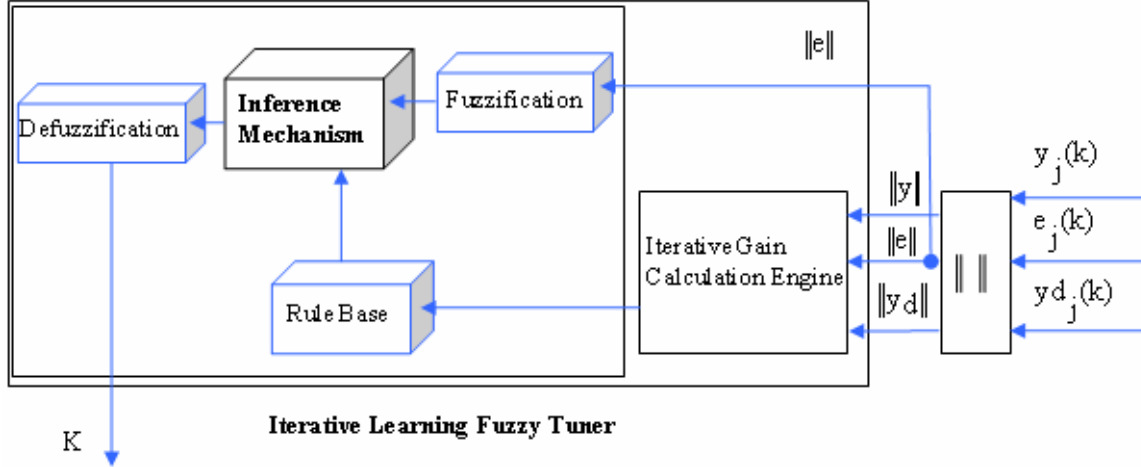 ‖e‖
Fuzzification
Inference
Mechanism
Defuzzification
y_j(k)
‖y|
e_j(k)
Iterative Gain
Calculation Engine
‖e‖
‖ ‖
yd_j(k)
‖yd‖
Rule Base
Iterative Learning Fuzzy Tuner
K